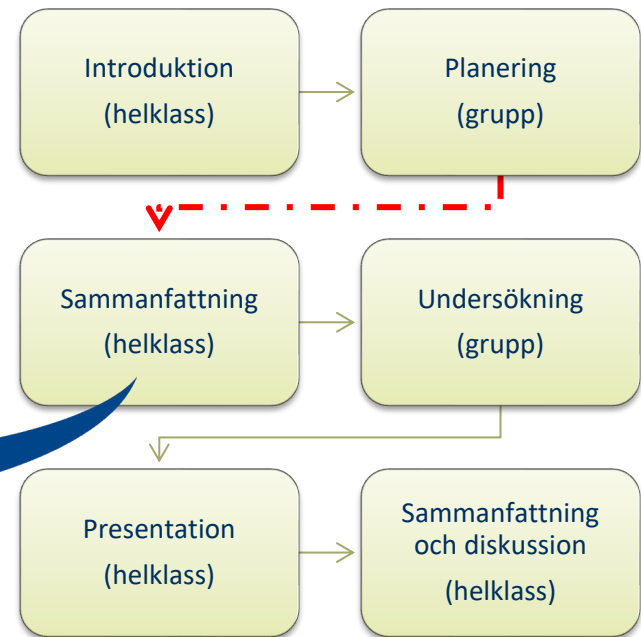 Introduktion
(helklass)
Planering
(grupp)
Sammanfattning
(helklass)
Undersökning
(grupp)
Presentation
(helklass)
Sammanfattning
och diskussion
(helklass)